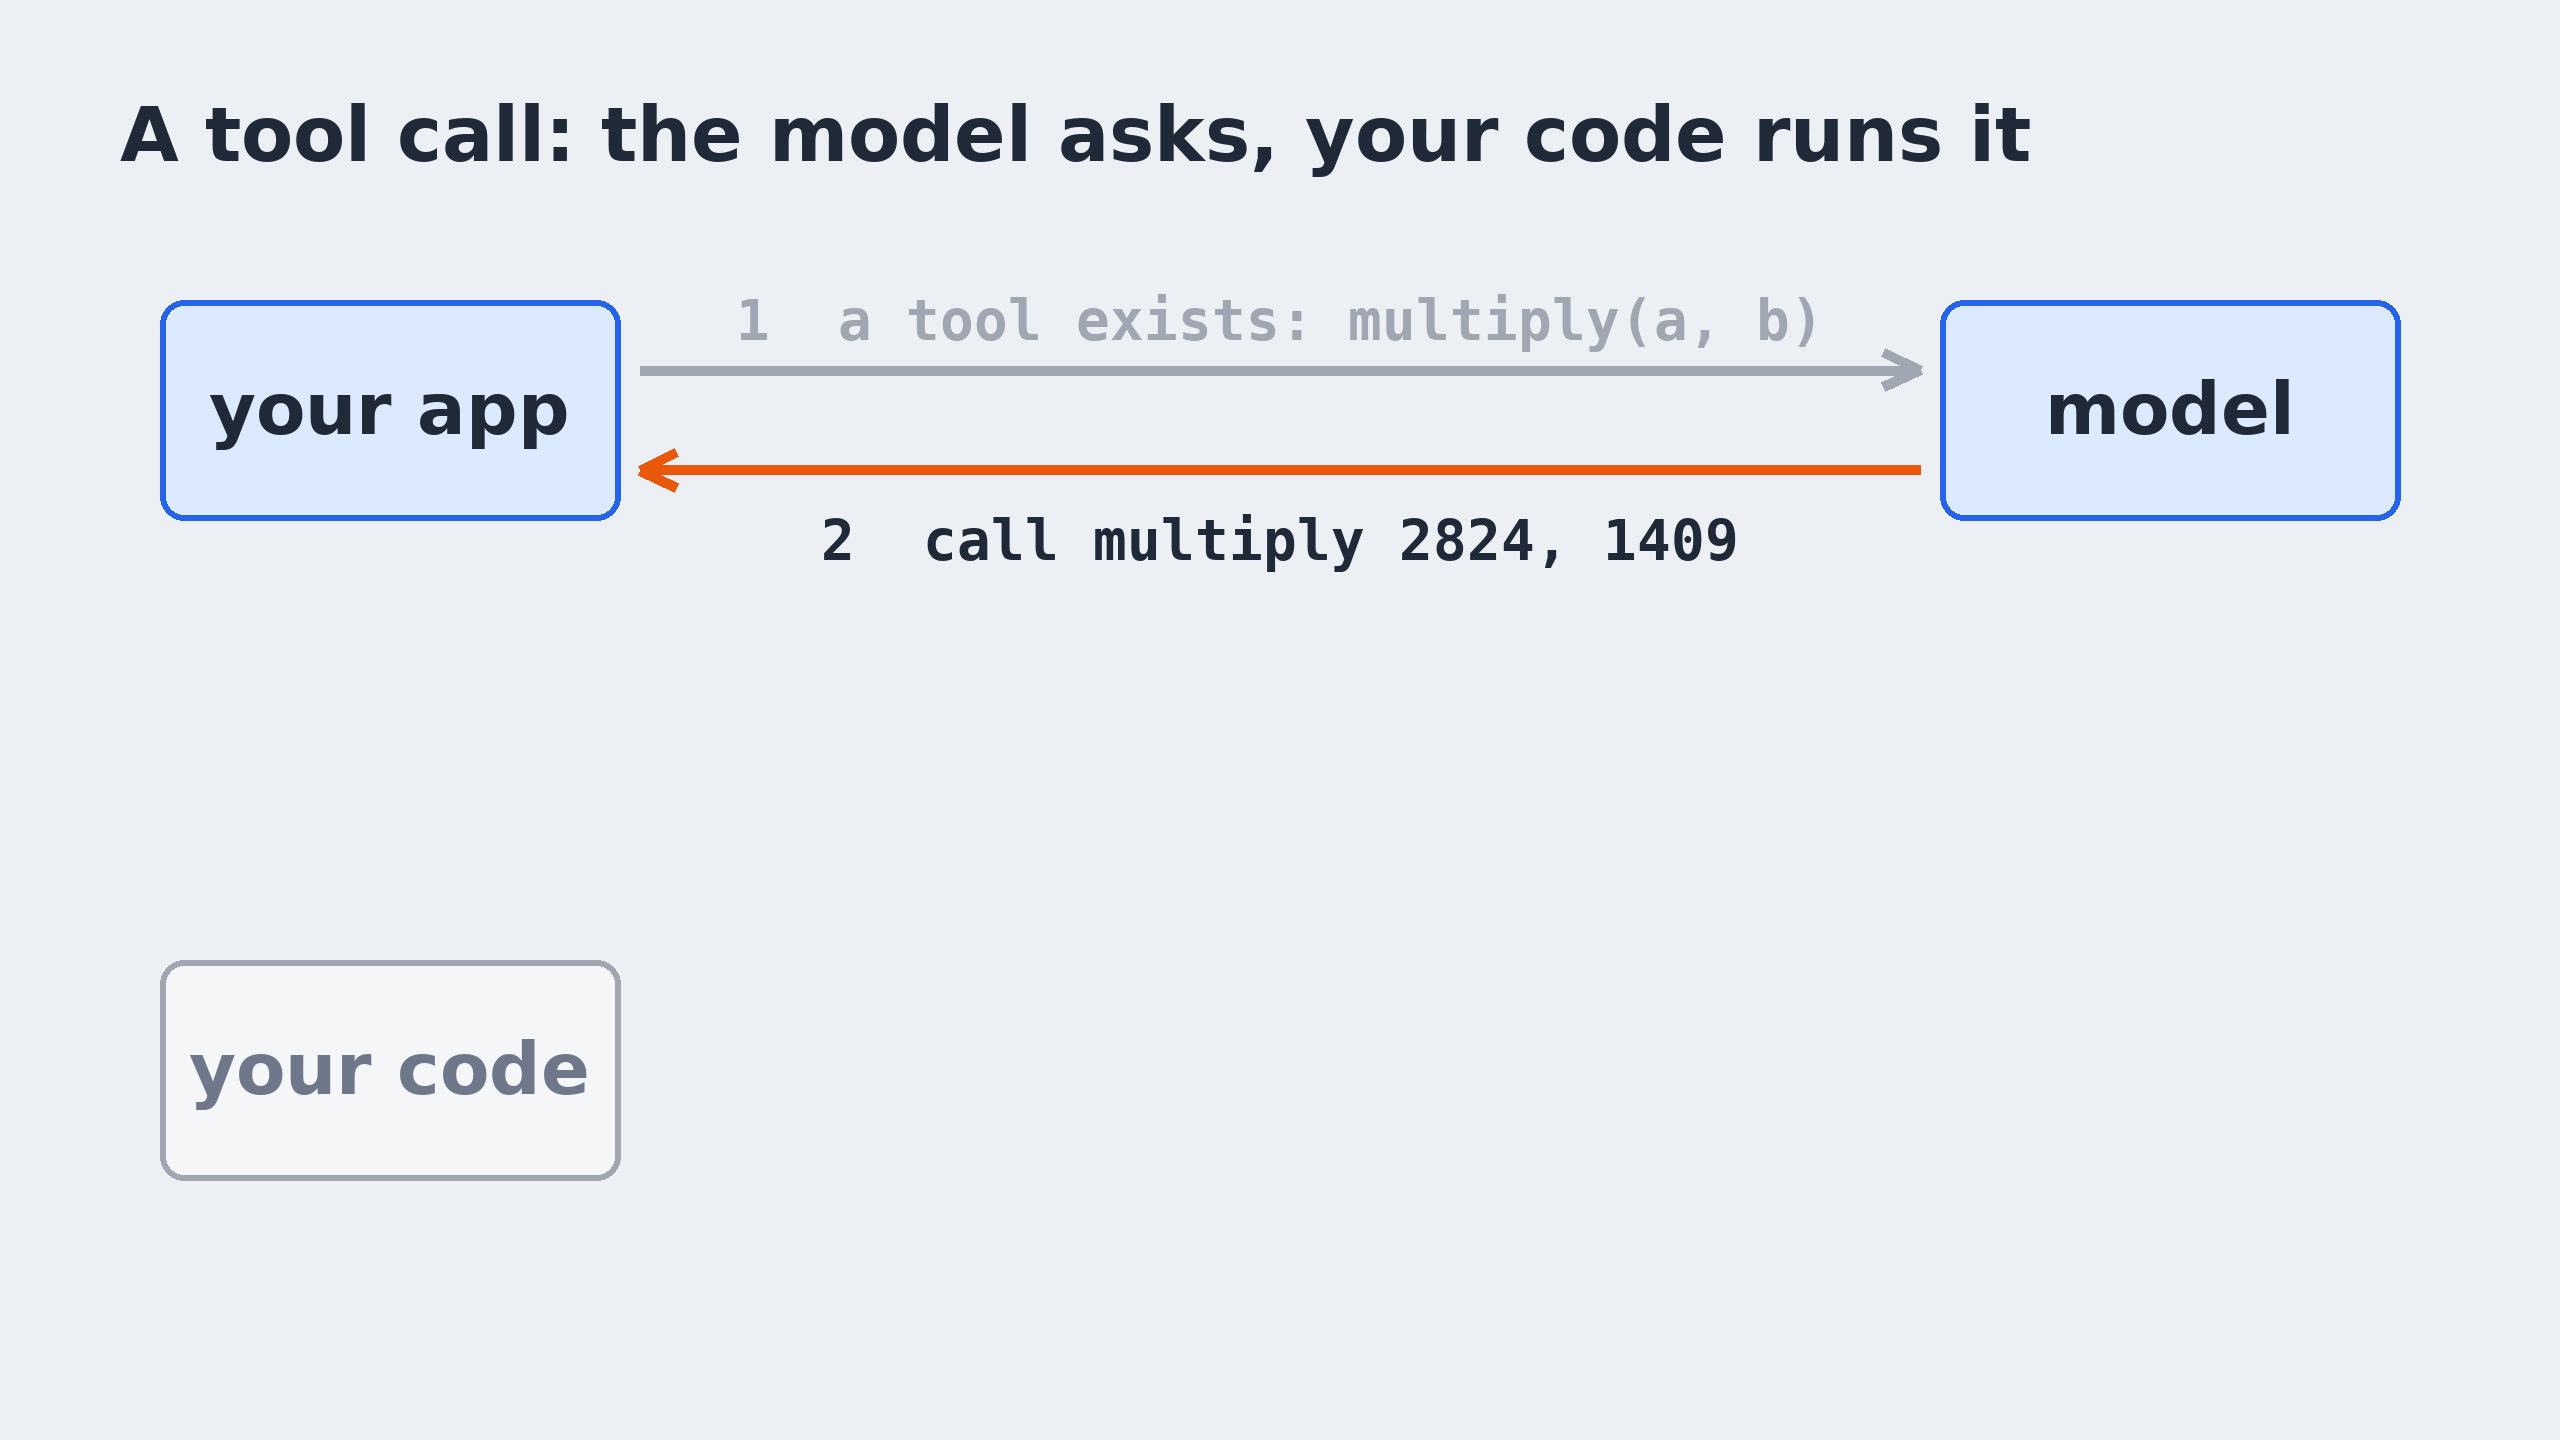 A tool call: the model asks, your code runs it
1  a tool exists: multiply(a, b)
your app
model
2  call multiply 2824, 1409
your code